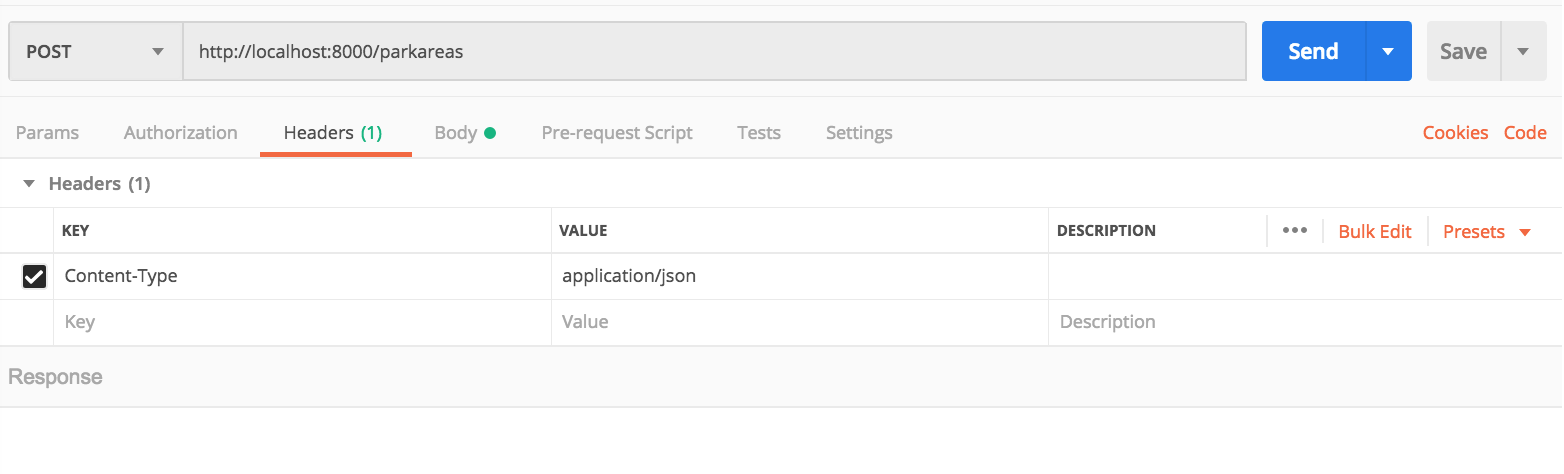 POST http://localhost:8000/parkareas Send Save
Params Authorization Headers (1) Body Pre-request Script Tests Settings Cookies Code
Headers (1)
KEY VALUE DESCRIPTION ••• Bulk Edit Presets
Content-Type application/json
Key Value Description
Response